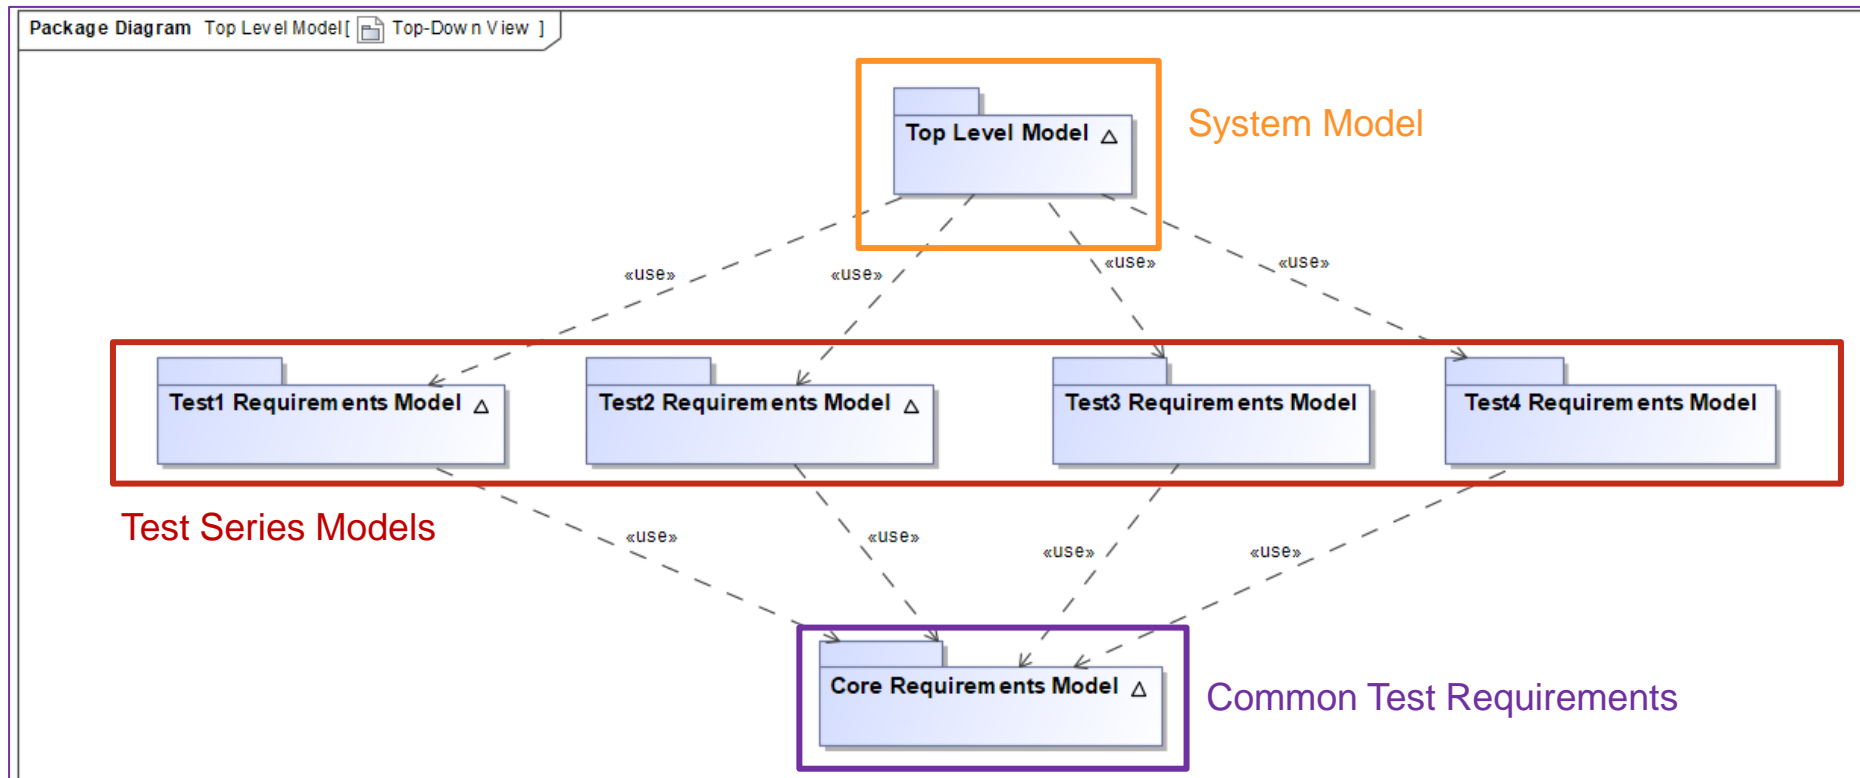 Package Diagram Top Level Model[ Top-Down View ]
Top Level Model
System Model
«use» «use» «use» «use»
Test1 Requirements Model Test2 Requirements Model Test3 Requirements Model Test4 Requirements Model
Test Series Models
«use» «use» «use» «use»
Core Requirements Model
Common Test Requirements